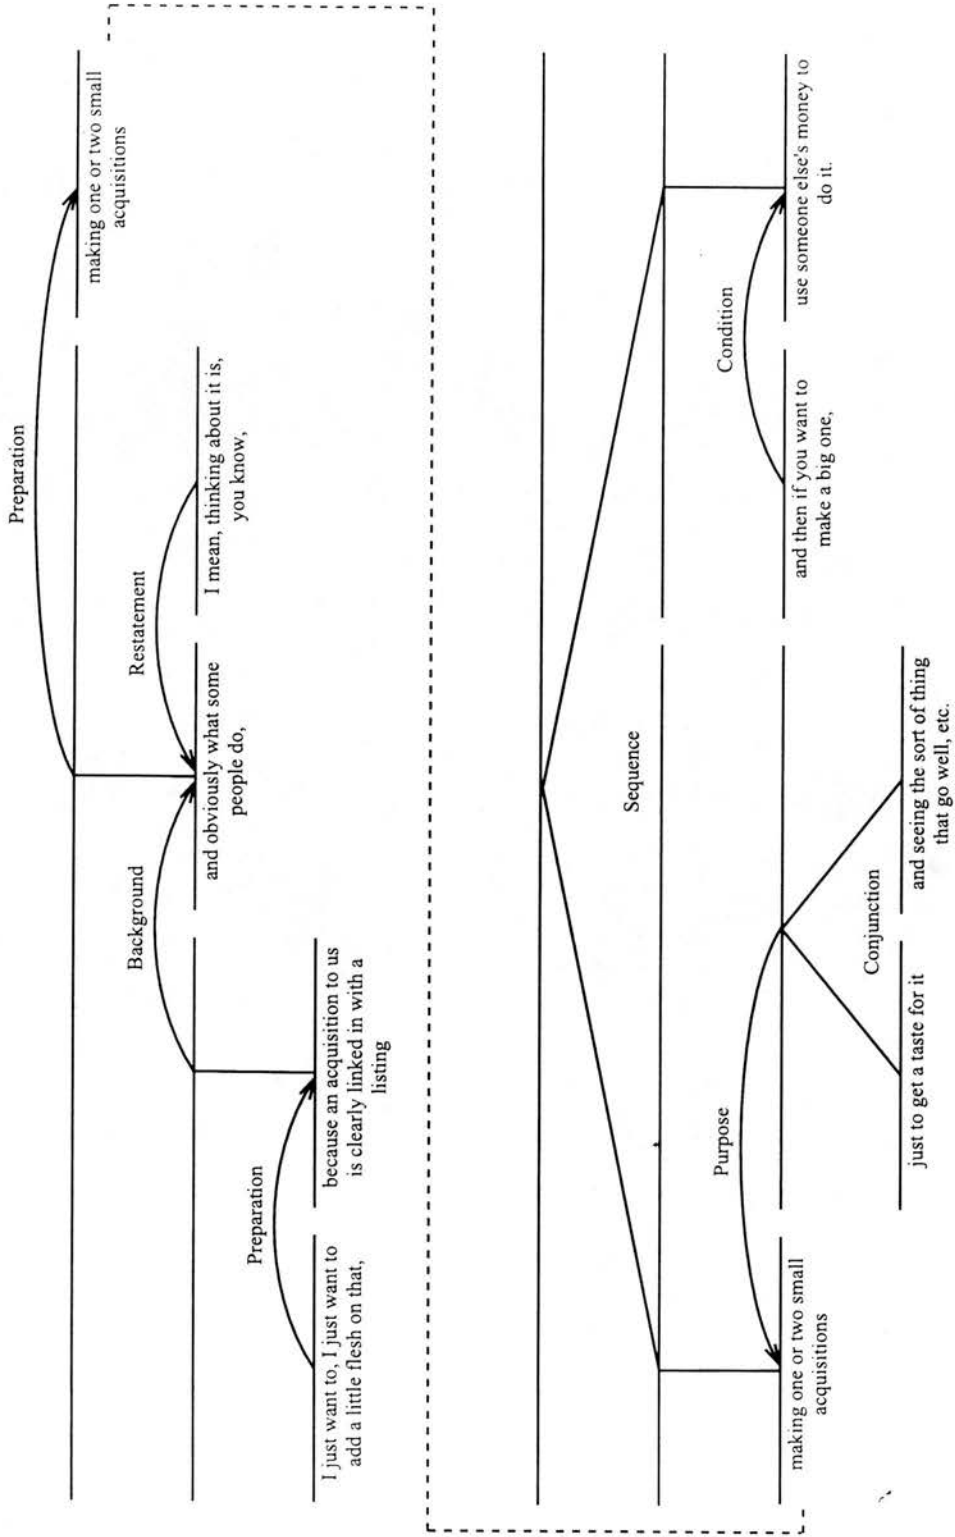 Preparation
making one or two small
acquisitions
Background
Restatement
and obviously what some
people do,
I mean, thinking about it is,
you know,
Preparation
I just want to, I just want to
add a little flesh on that,
because an acquisition to us
is clearly linked in with a
listing
Sequence
Purpose
Condition
making one or two small
acquisitions
and then if you want to
make a big one,
use someone else's money to
do it.
Conjunction
just to get a taste for it
and seeing the sort of thing
that go well, etc.